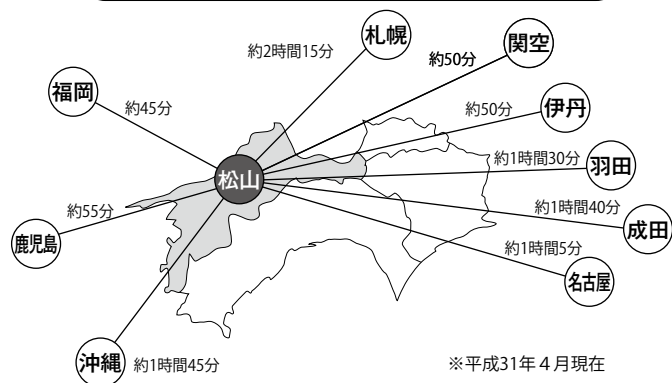 札幌
約2時間15分
関空
約50分
福岡
約45分
伊丹
約50分
松山
羽田
約1時間30分
鹿児島
約55分
成田
約1時間40分
名古屋
約1時間5分
沖縄
約1時間45分
※平成31年４月現在